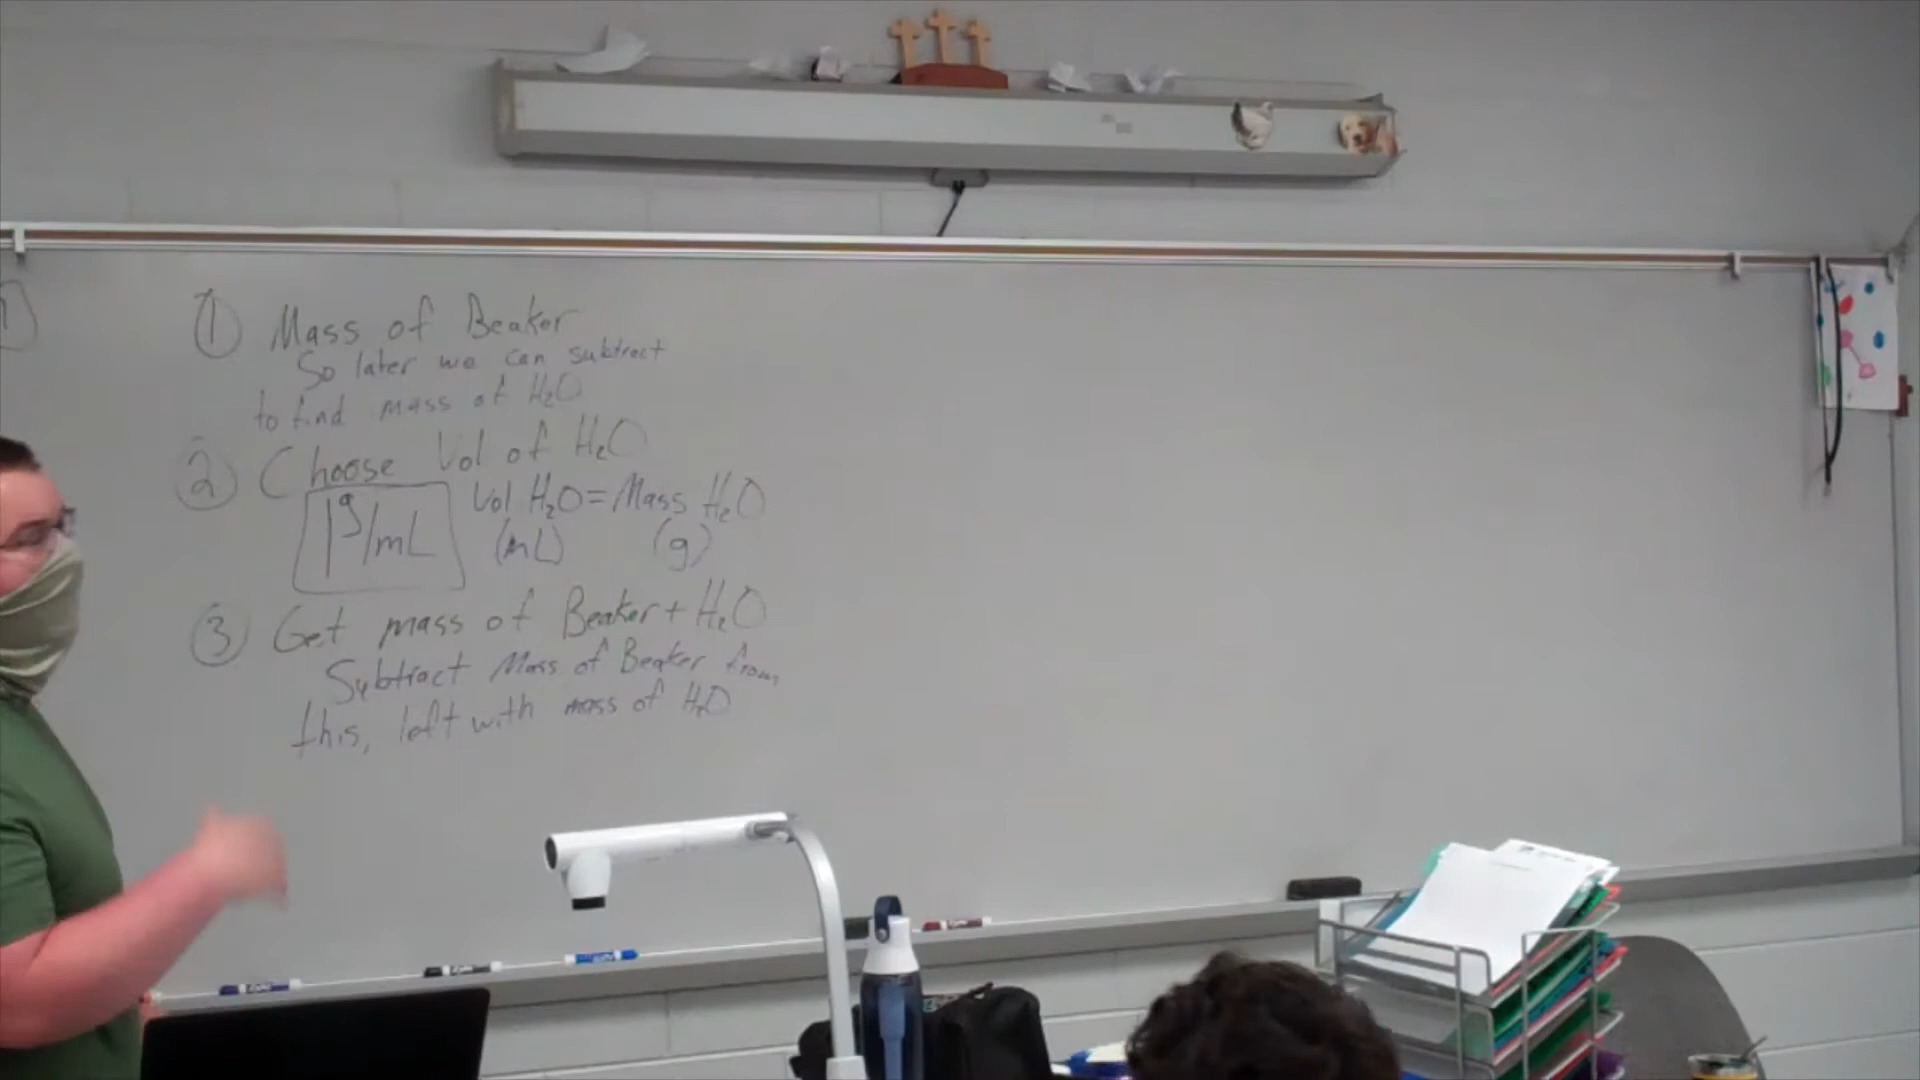 ① Mass of Beaker
So later we can subtract
to find mass of H₂O
② Choose Vol of H₂O
1g/mL Vol H₂O = Mass H₂O
(mL) (g)
③ Get mass of Beaker + H₂O
Subtract Mass of Beaker from
this, left with mass of H₂O